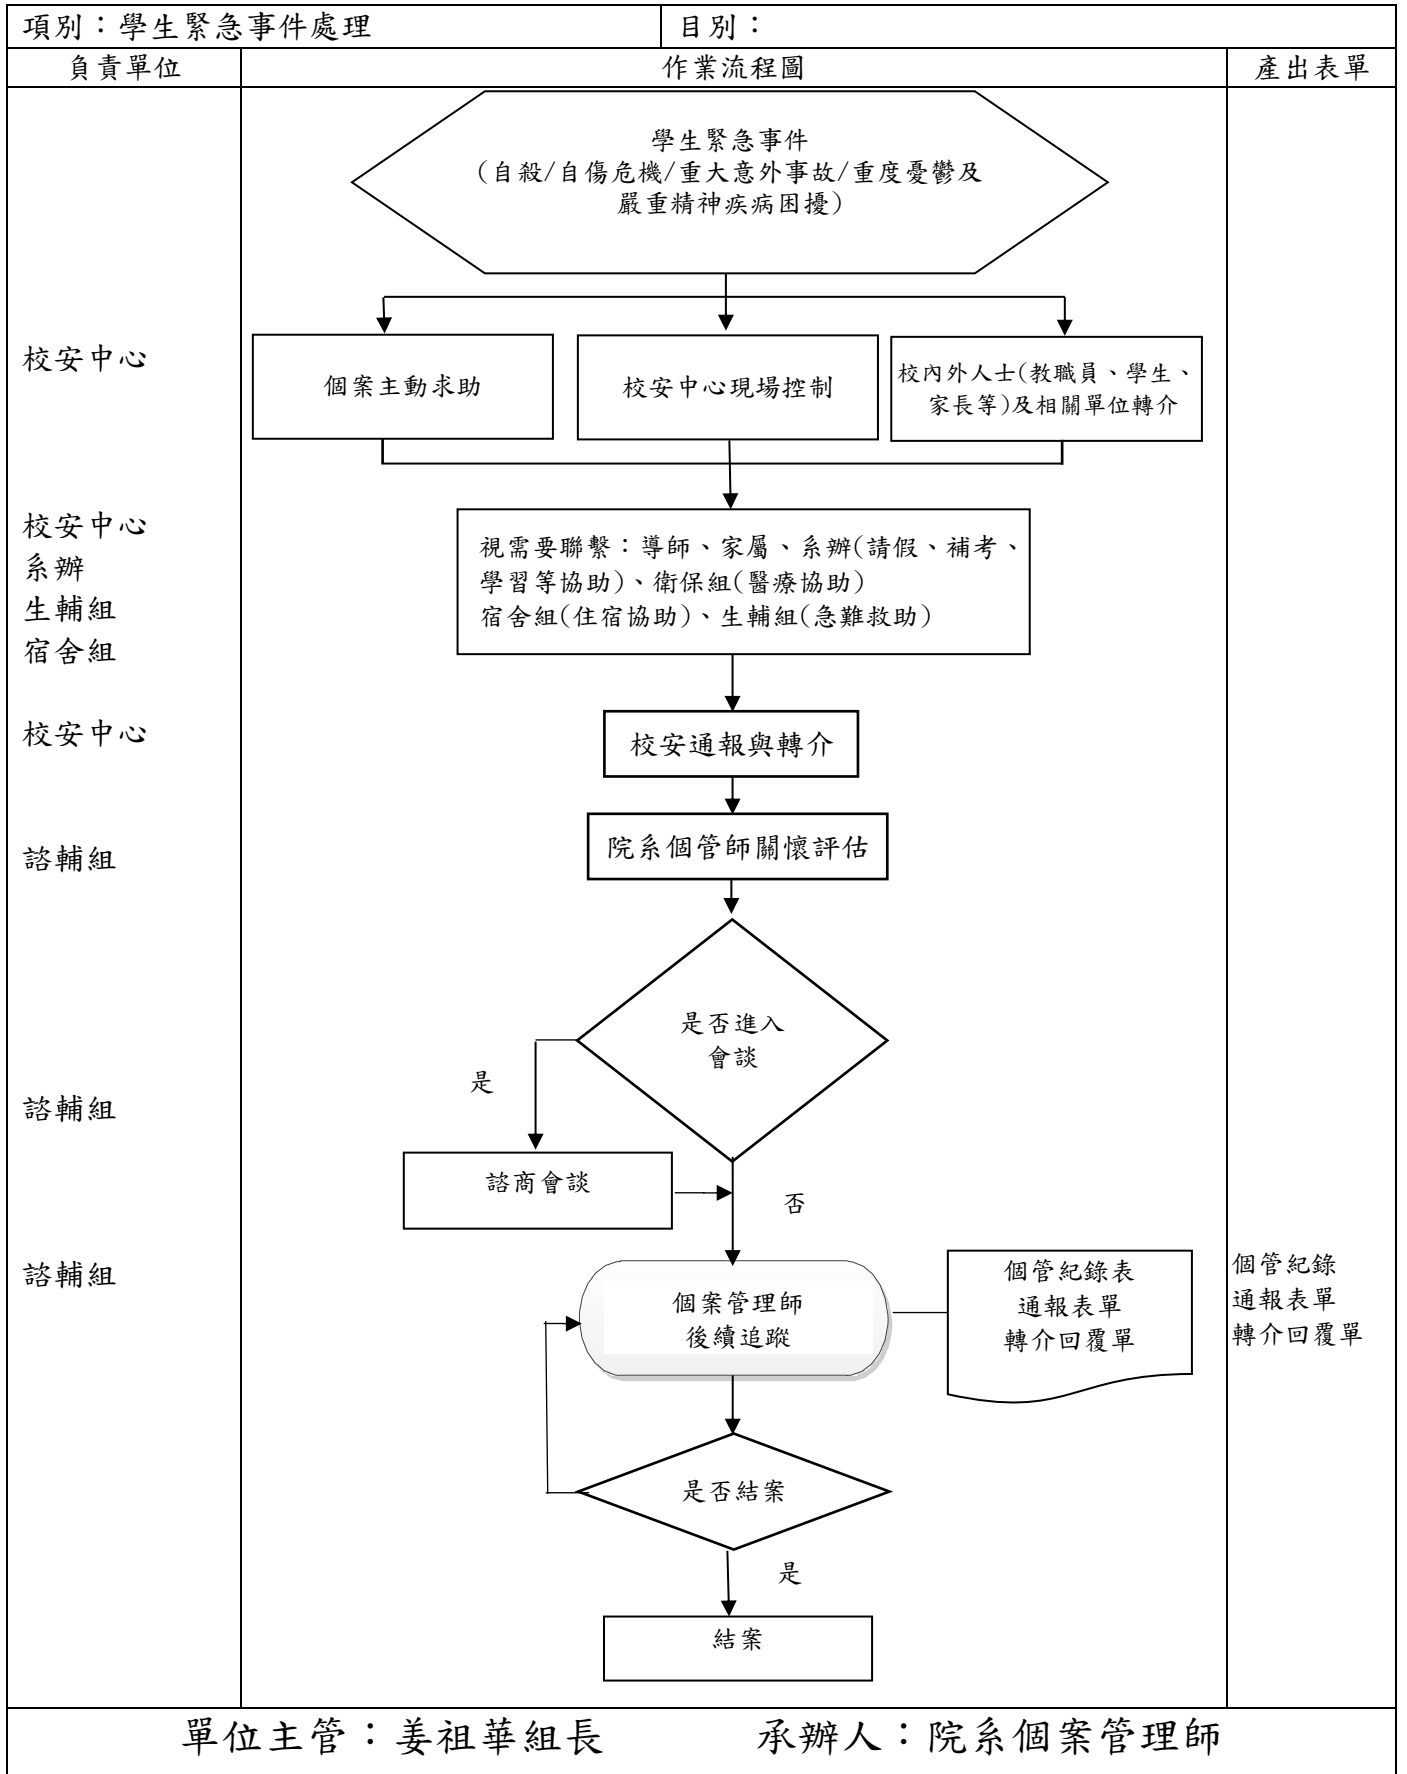 項別：學生緊急事件處理
目別：
負責單位
作業流程圖
產出表單
學生緊急事件
(自殺/自傷危機/重大意外事故/重度憂鬱及
嚴重精神疾病困擾)
校安中心
個案主動求助
校安中心現場控制
校內外人士(教職員、學生、
家長等)及相關單位轉介
校安中心
系辦
生輔組
宿舍組
視需要聯繫：導師、家屬、系辦(請假、補考、
學習等協助)、衛保組(醫療協助)
宿舍組(住宿協助)、生輔組(急難救助)
校安中心
校安通報與轉介
諮輔組
院系個管師關懷評估
是否進入
會談
是
諮輔組
諮商會談
否
諮輔組
個案管理師
後續追蹤
個管紀錄表
通報表單
轉介回覆單
個管紀錄
通報表單
轉介回覆單
是否結案
是
結案
單位主管：姜祖華組長
承辦人：院系個案管理師